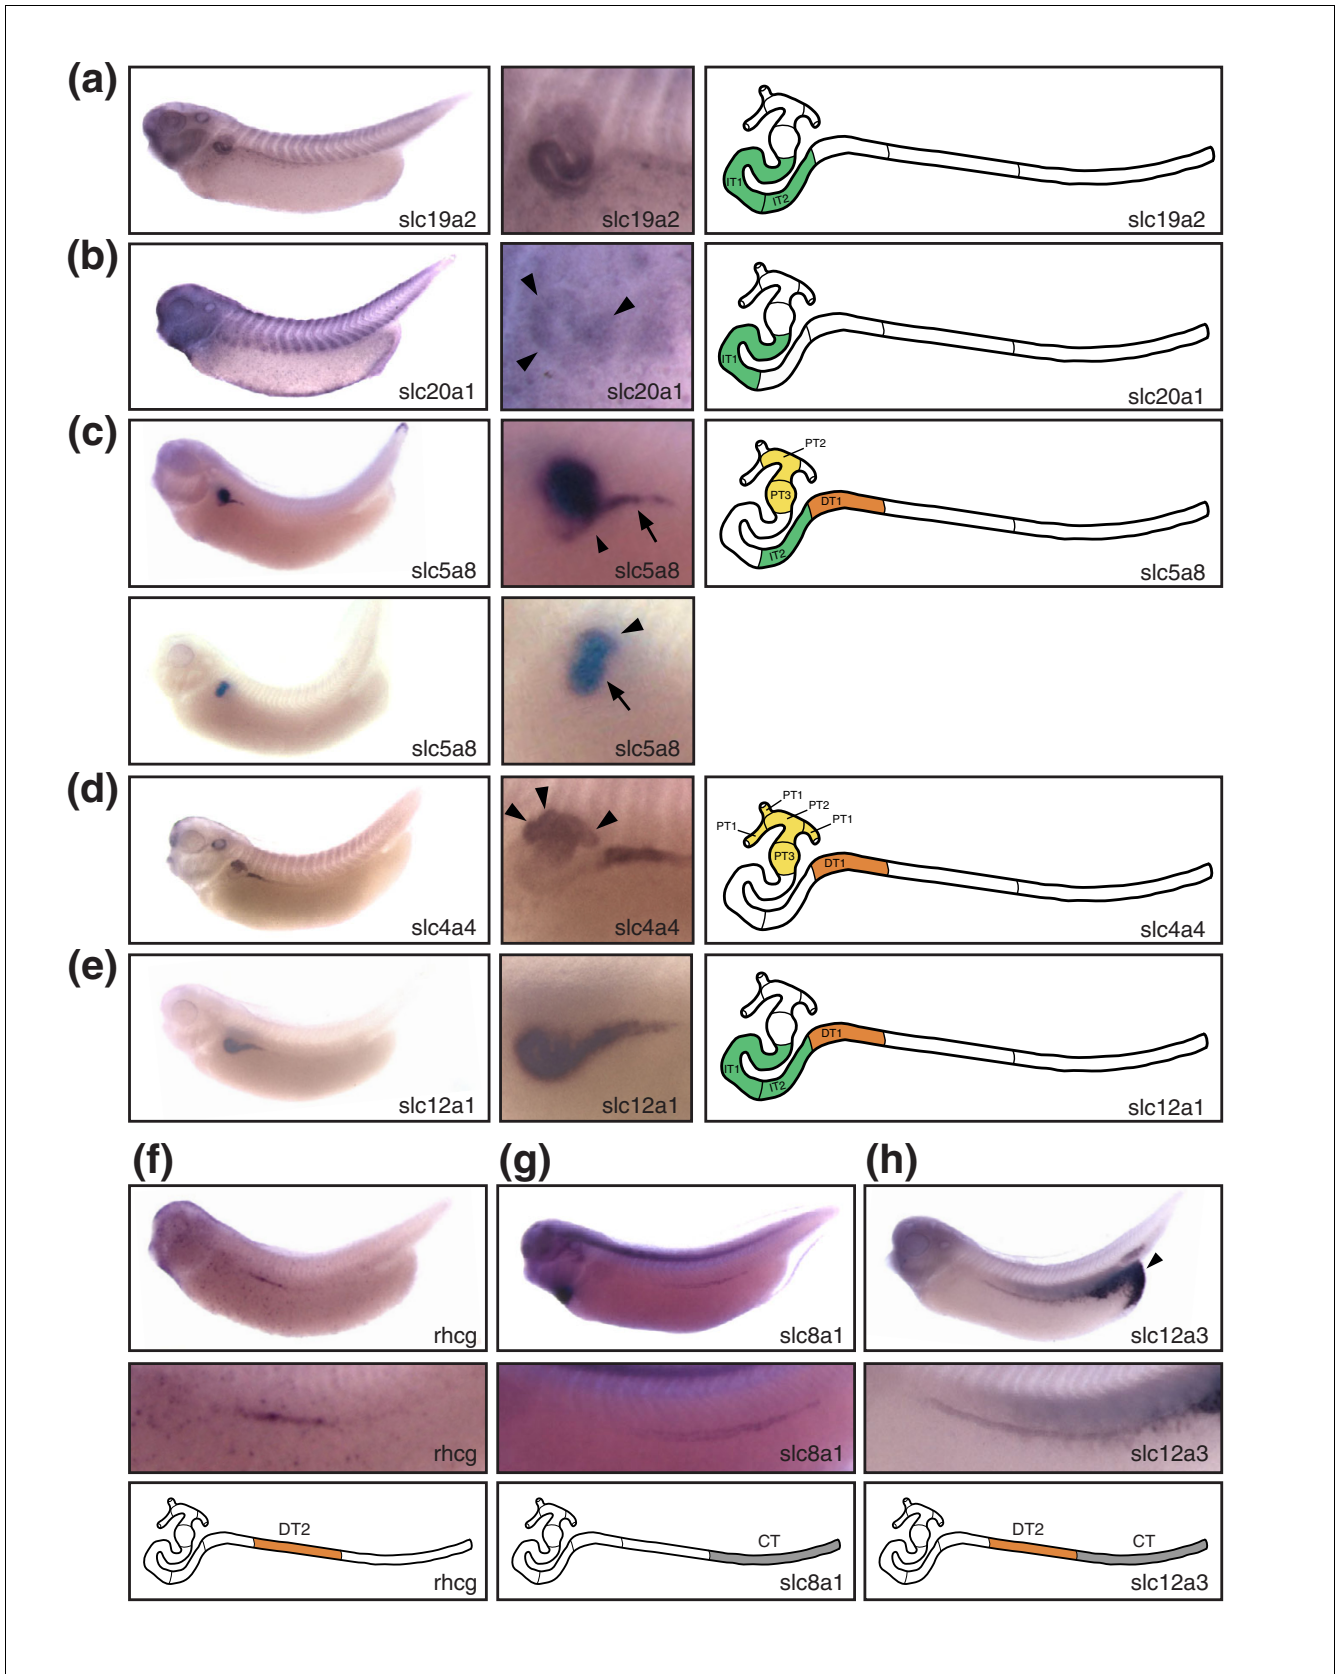 (a)
slc19a2
slc19a2
IT1
IT2
slc19a2
(b)
slc20a1
slc20a1
IT1
slc20a1
(c)
slc5a8
slc5a8
PT2
PT3
DT1
IT2
slc5a8
slc5a8
slc5a8
(d)
slc4a4
slc4a4
PT1
PT2
PT1
PT1
PT3
DT1
slc4a4
(e)
slc12a1
slc12a1
DT1
IT1
IT2
slc12a1
(f)
(g)
(h)
rhcg
slc8a1
slc12a3
rhcg
slc8a1
slc12a3
DT2
rhcg
CT
slc8a1
DT2
CT
slc12a3